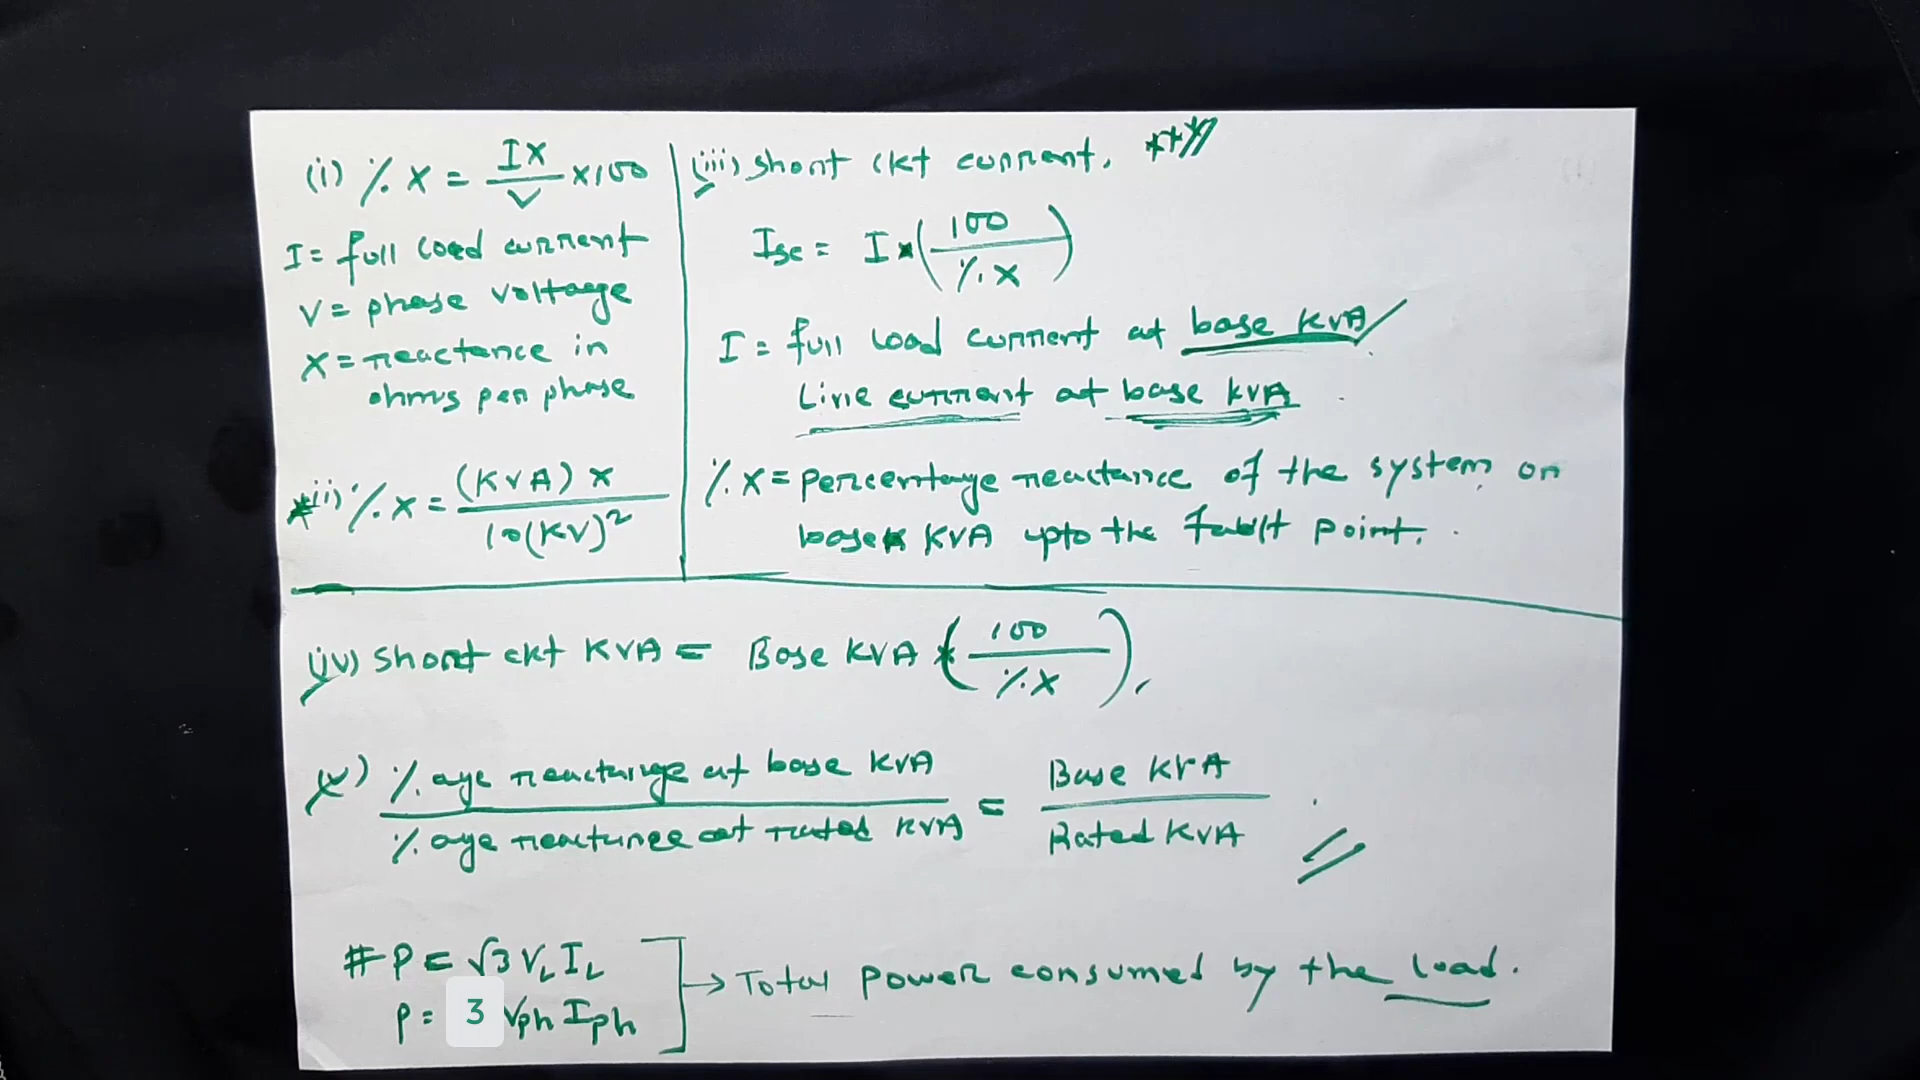 (i) % X = IX/V × 100
I = full load current
V = phase voltage
X = reactance in
ohms per phase
*ii) % X = (KVA) X / 10(KV)²
(iii) short ckt current. ***//
Isc = I * (100 / % X)
I = full load current at base KVA/
Line current at base KVA
% X = percentage reactance of the system on
base KVA upto the fault point.
(iv) Short ckt KVA = Base KVA * (100 / % X)
(v) % age reactance at base KVA / % age reactance at rated KVA = Base KVA / Rated KVA
# P = √3 VL IL
P = 3 Vph Iph
→ Total power consumed by the load.